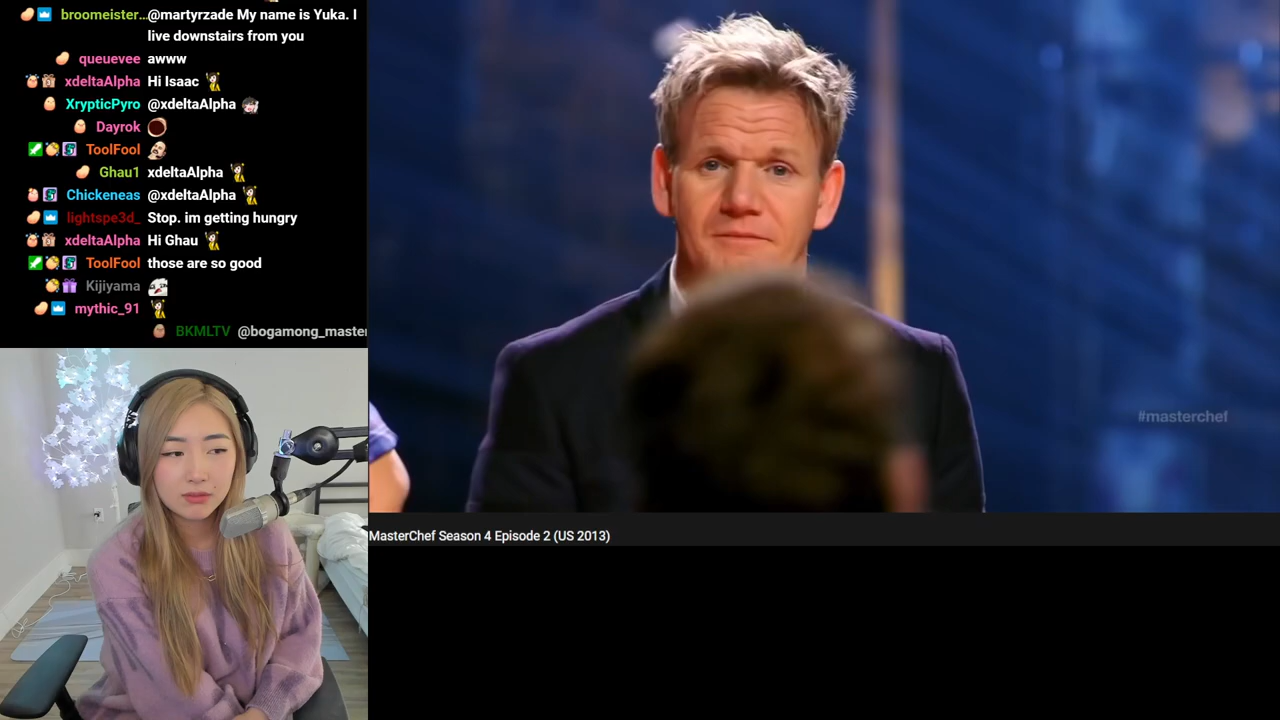 broomeister… @martyrzade My name is Yuka. I
live downstairs from you
queuevee awww
xdeltaAlpha Hi Isaac
XrypticPyro @xdeltaAlpha
Dayrok
ToolFool
Ghau1 xdeltaAlpha
Chickeneas @xdeltaAlpha
lightspe3d_ Stop. im getting hungry
xdeltaAlpha Hi Ghau
ToolFool those are so good
Kijiyama
mythic_91
BKMLTV @bogamong_master
#masterchef
MasterChef Season 4 Episode 2 (US 2013)